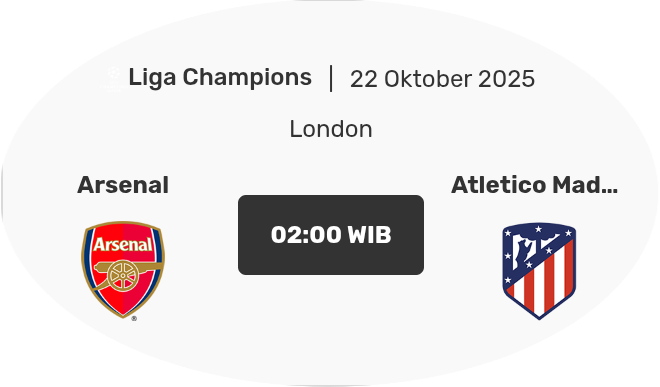 Liga Champions | 22 Oktober 2025
London
Arsenal
Atletico Mad...
02:00 WIB
Arsenal